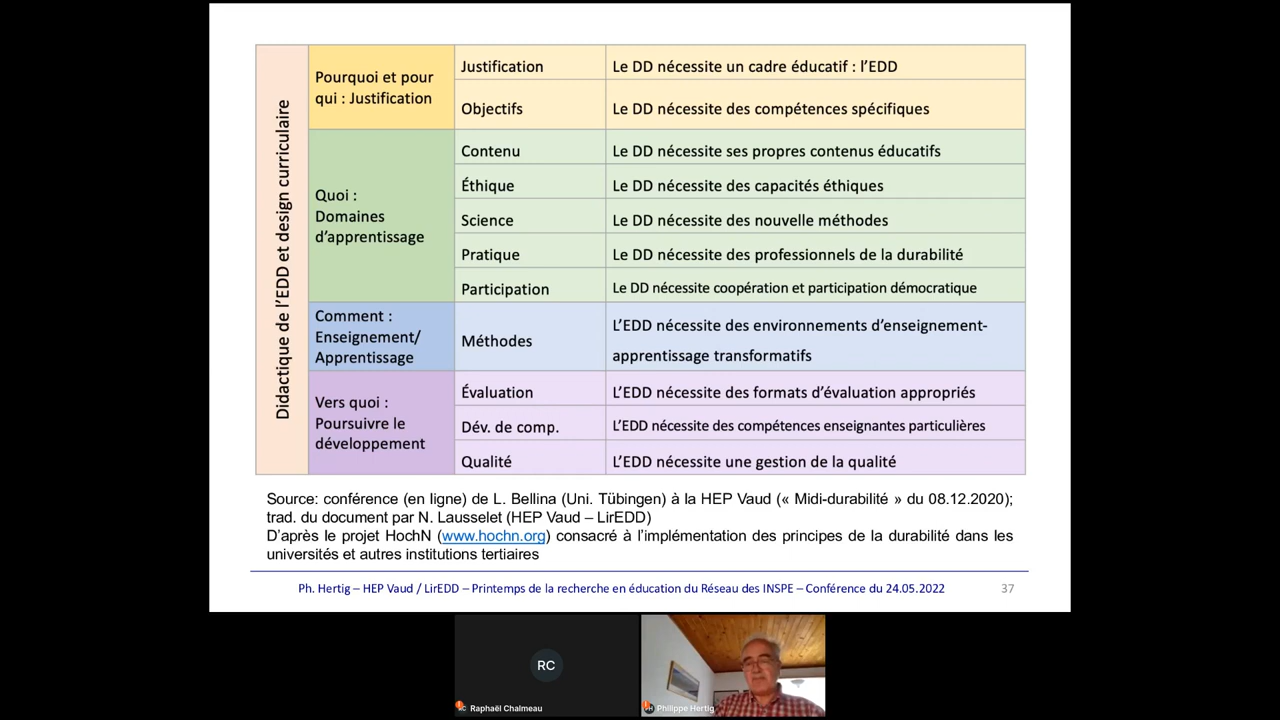 Didactique de l'EDD et design curriculaire
Pourquoi et pour
qui : Justification
Justification
Le DD nécessite un cadre éducatif : l'EDD
Objectifs
Le DD nécessite des compétences spécifiques
Quoi :
Domaines
d'apprentissage
Contenu
Le DD nécessite ses propres contenus éducatifs
Éthique
Le DD nécessite des capacités éthiques
Science
Le DD nécessite des nouvelle méthodes
Pratique
Le DD nécessite des professionnels de la durabilité
Participation
Le DD nécessite coopération et participation démocratique
Comment :
Enseignement/
Apprentissage
Méthodes
L'EDD nécessite des environnements d'enseignement-
apprentissage transformatifs
Vers quoi :
Poursuivre le
développement
Évaluation
L'EDD nécessite des formats d'évaluation appropriés
Dév. de comp.
L'EDD nécessite des compétences enseignantes particulières
Qualité
L'EDD nécessite une gestion de la qualité
Source: conférence (en ligne) de L. Bellina (Uni. Tübingen) à la HEP Vaud (« Midi-durabilité » du 08.12.2020);
trad. du document par N. Lausselet (HEP Vaud – LirEDD)
D'après le projet HochN (www.hochn.org) consacré à l'implémentation des principes de la durabilité dans les
universités et autres institutions tertiaires
Ph. Hertig – HEP Vaud / LirEDD – Printemps de la recherche en éducation du Réseau des INSPE – Conférence du 24.05.2022
37
RC
Raphaël Chalmeau
Philippe Hertig